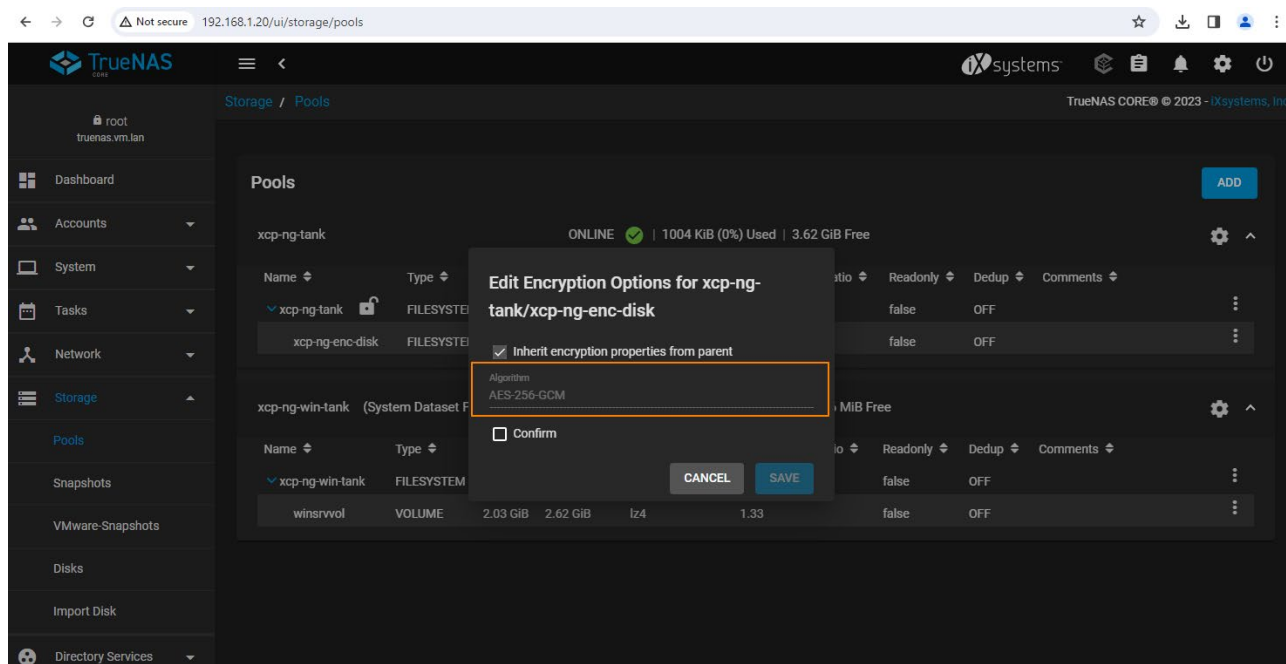 Not secure 192.168.1.20/ui/storage/pools
TrueNAS
CORE
iXsystems
root
truenas.vm.lan
Storage / Pools
TrueNAS CORE® © 2023 - iXsystems, Inc
Dashboard
Accounts
System
Tasks
Network
Storage
Pools
Snapshots
VMware-Snapshots
Disks
Import Disk
Directory Services
Pools
ADD
xcp-ng-tank ONLINE | 1004 KiB (0%) Used | 3.62 GiB Free
Name Type atio Readonly Dedup Comments
xcp-ng-tank FILESYSTE false OFF
xcp-ng-enc-disk FILESYSTE false OFF
xcp-ng-win-tank (System Dataset P MiB Free
Name Type io Readonly Dedup Comments
xcp-ng-win-tank FILESYSTEM false OFF
winsrvvol VOLUME 2.03 GiB 2.62 GiB lz4 1.33 false OFF
Edit Encryption Options for xcp-ng-
tank/xcp-ng-enc-disk
Inherit encryption properties from parent
Algorithm
AES-256-GCM
Confirm
CANCEL SAVE